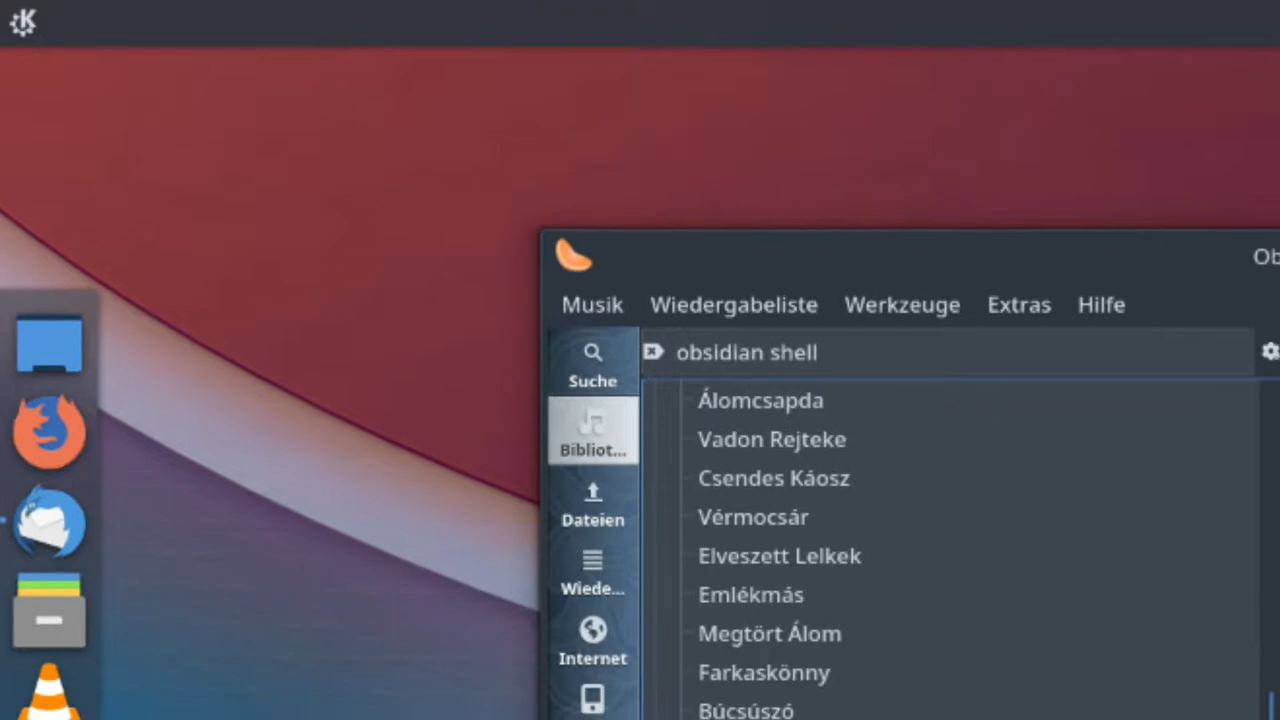 Ob
Musik Wiedergabeliste Werkzeuge Extras Hilfe
obsidian shell
Suche
Bibliot...
Dateien
Wiede...
Internet
Álomcsapda
Vadon Rejteke
Csendes Káosz
Vérmocsár
Elveszett Lelkek
Emlékmás
Megtört Álom
Farkaskönny
Búcsúszó